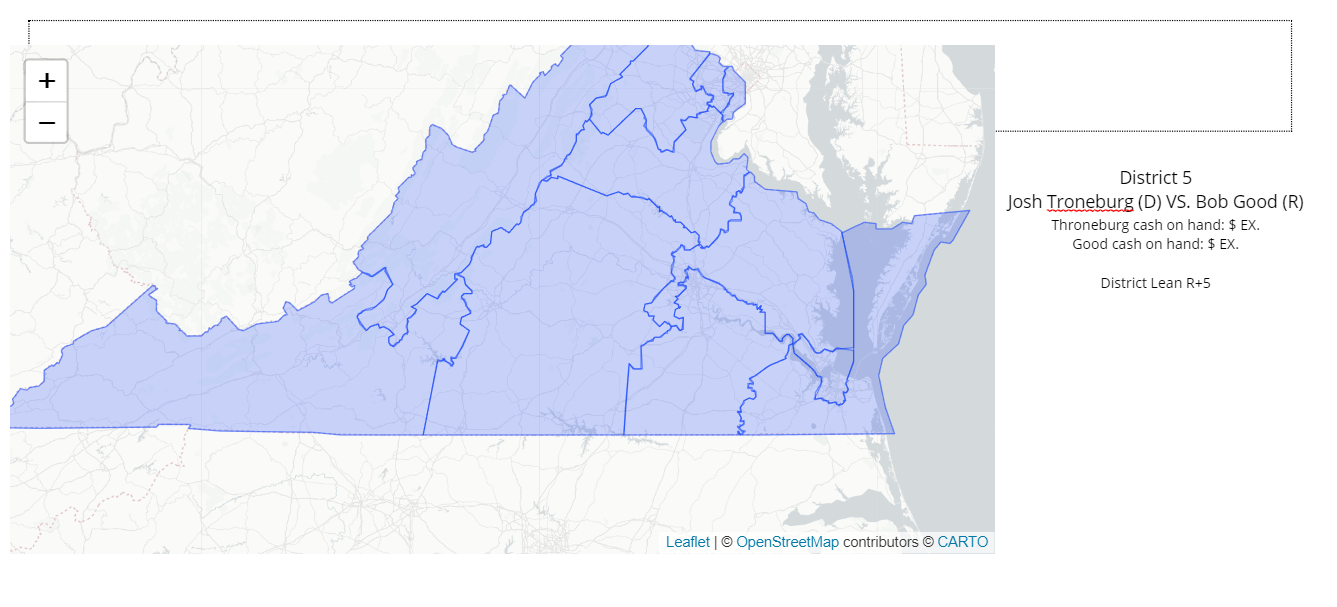 +
−
District 5
Josh Troneburg (D) VS. Bob Good (R)
Throneburg cash on hand: $ EX.
Good cash on hand: $ EX.
District Lean R+5
Leaflet | © OpenStreetMap contributors © CARTO